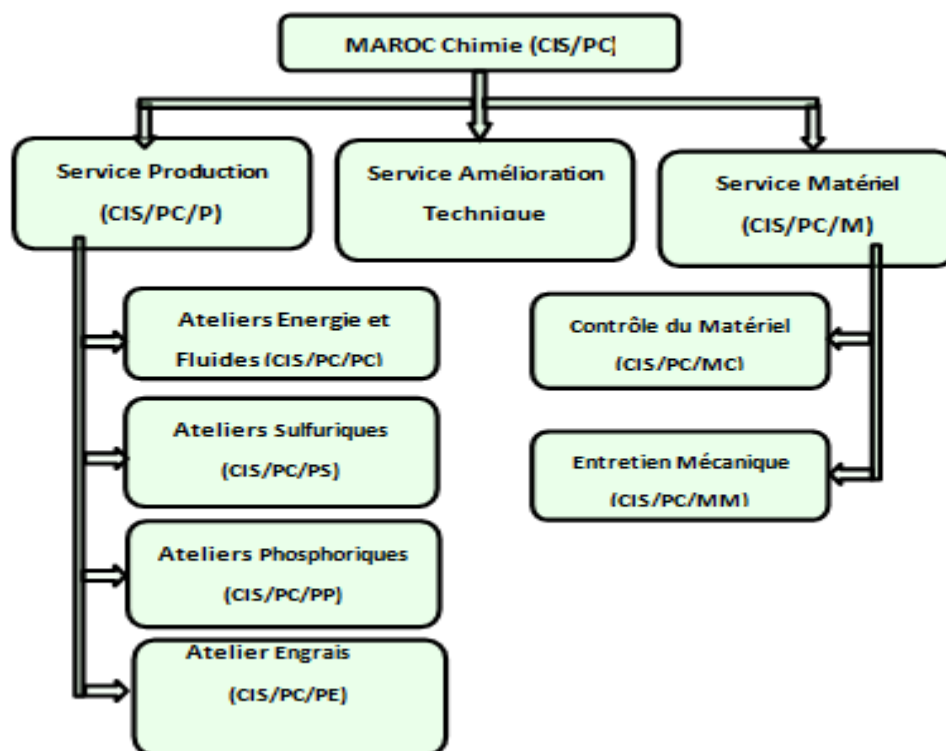 MAROC Chimie (CIS/PC)
Service Production
(CIS/PC/P)
Service Amélioration
Technique
Service Matériel
(CIS/PC/M)
Ateliers Energie et
Fluides (CIS/PC/PC)
Contrôle du Matériel
(CIS/PC/MC)
Ateliers Sulfuriques
(CIS/PC/PS)
Entretien Mécanique
(CIS/PC/MM)
Ateliers Phosphoriques
(CIS/PC/PP)
Atelier Engrais
(CIS/PC/PE)